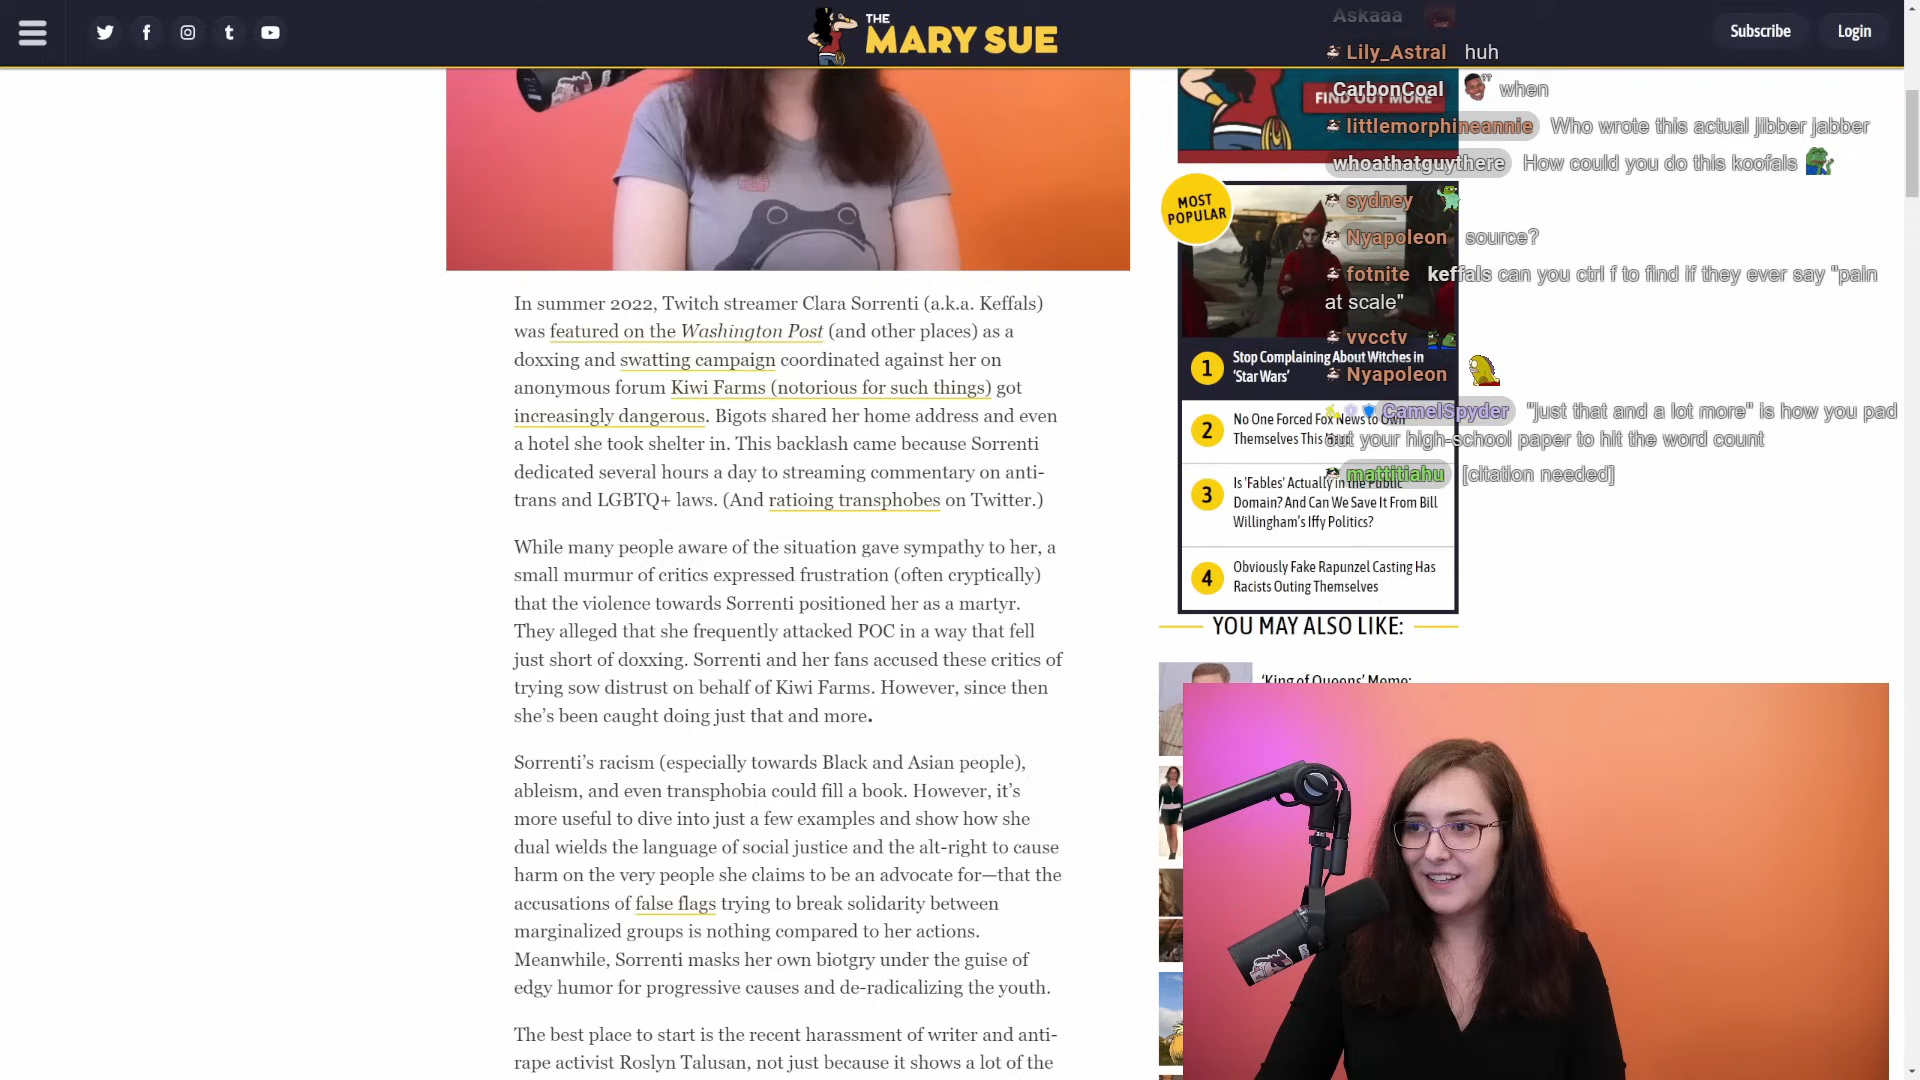 THE
MARY SUE
Subscribe
Login
Askaaa
Lily_Astral huh
CarbonCoal when
FIND OUT MORE
littlemorphineannie Who wrote this actual jibber jabber
whoathatguythere How could you do this koofals
MOST
POPULAR
sydney
Nyapoleon source?
fotnite keffals can you ctrl f to find if they ever say "pain
at scale"
vvcctv
Nyapoleon
CamelSpyder "just that and a lot more" is how you pad
out your high-school paper to hit the word count
mattitiahu [citation needed]
In summer 2022, Twitch streamer Clara Sorrenti (a.k.a. Keffals)
was featured on the Washington Post (and other places) as a
doxxing and swatting campaign coordinated against her on
anonymous forum Kiwi Farms (notorious for such things) got
increasingly dangerous. Bigots shared her home address and even
a hotel she took shelter in. This backlash came because Sorrenti
dedicated several hours a day to streaming commentary on anti-
trans and LGBTQ+ laws. (And ratioing transphobes on Twitter.)
While many people aware of the situation gave sympathy to her, a
small murmur of critics expressed frustration (often cryptically)
that the violence towards Sorrenti positioned her as a martyr.
They alleged that she frequently attacked POC in a way that fell
just short of doxxing. Sorrenti and her fans accused these critics of
trying sow distrust on behalf of Kiwi Farms. However, since then
she's been caught doing just that and more.
Sorrenti's racism (especially towards Black and Asian people),
ableism, and even transphobia could fill a book. However, it's
more useful to dive into just a few examples and show how she
dual wields the language of social justice and the alt-right to cause
harm on the very people she claims to be an advocate for—that the
accusations of false flags trying to break solidarity between
marginalized groups is nothing compared to her actions.
Meanwhile, Sorrenti masks her own biotgry under the guise of
edgy humor for progressive causes and de-radicalizing the youth.
The best place to start is the recent harassment of writer and anti-
rape activist Roslyn Talusan, not just because it shows a lot of the
1
Stop Complaining About Witches in
'Star Wars'
2
No One Forced Fox News to Own
Themselves This
3
Is 'Fables' Actually in the Public
Domain? And Can We Save It From Bill
Willingham's Iffy Politics?
4
Obviously Fake Rapunzel Casting Has
Racists Outing Themselves
YOU MAY ALSO LIKE:
'King of Queens' Meme: